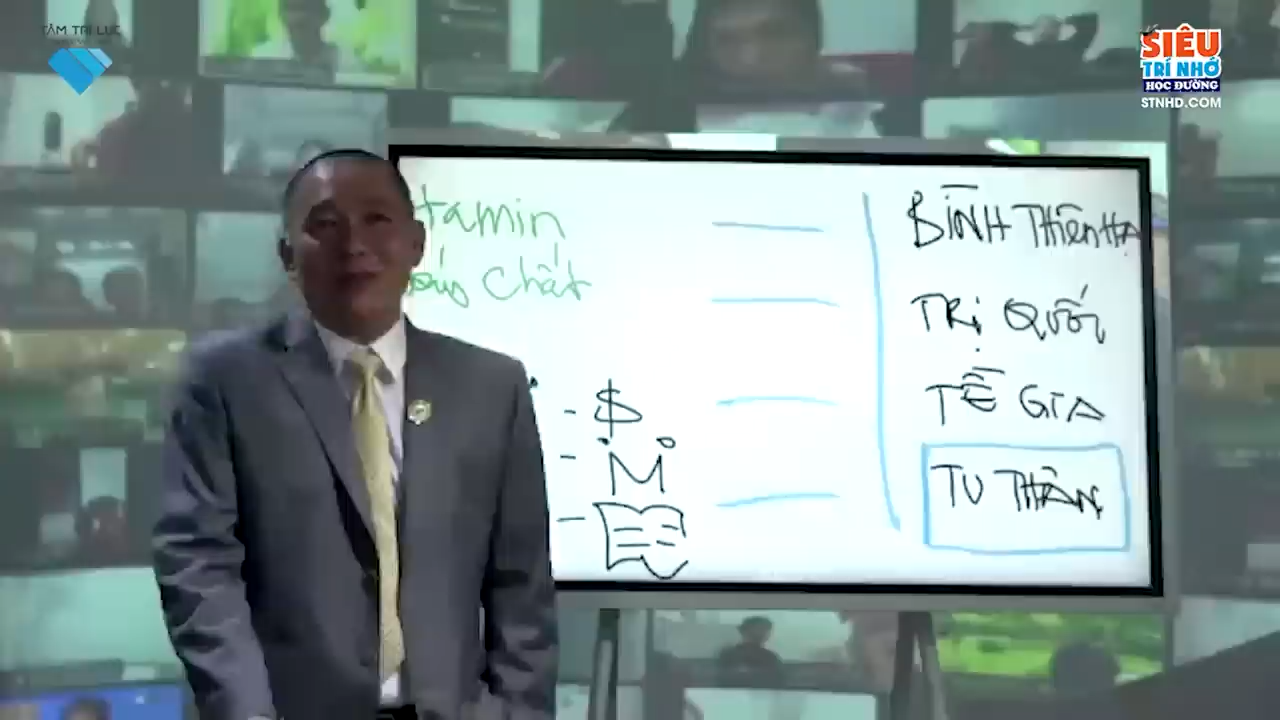 TÂM TRÍ LỰC
SIÊU
TRÍ NHỚ
HỌC ĐƯỜNG
STNHD.COM
tamin
Chất
$
BÌNH THIÊN HẠ
TRỊ QUỐC
TỀ GIA
TU THÂN